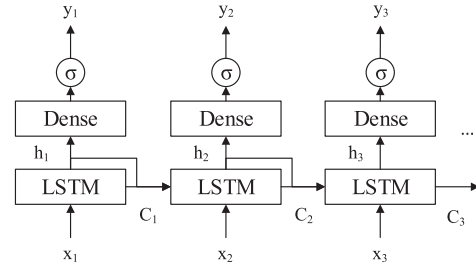 y1 y2 y3
σ σ σ
Dense Dense Dense
...
h1 h2 h3
LSTM LSTM LSTM
C1 C2 C3
x1 x2 x3